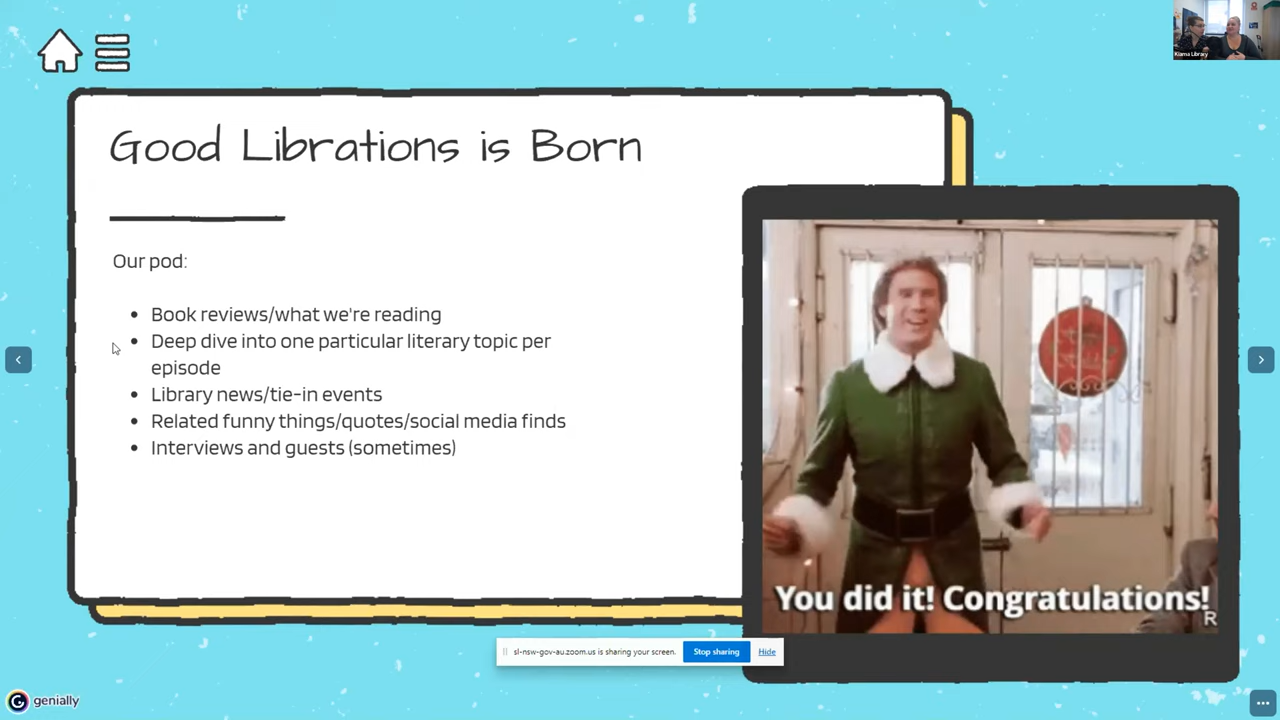 Kiama Library
Good Librations is Born
Our pod:
• Book reviews/what we're reading
• Deep dive into one particular literary topic per
episode
• Library news/tie-in events
• Related funny things/quotes/social media finds
• Interviews and guests (sometimes)
You did it! Congratulations!
R
sl-nsw-gov-au.zoom.us is sharing your screen.
Stop sharing
Hide
genially